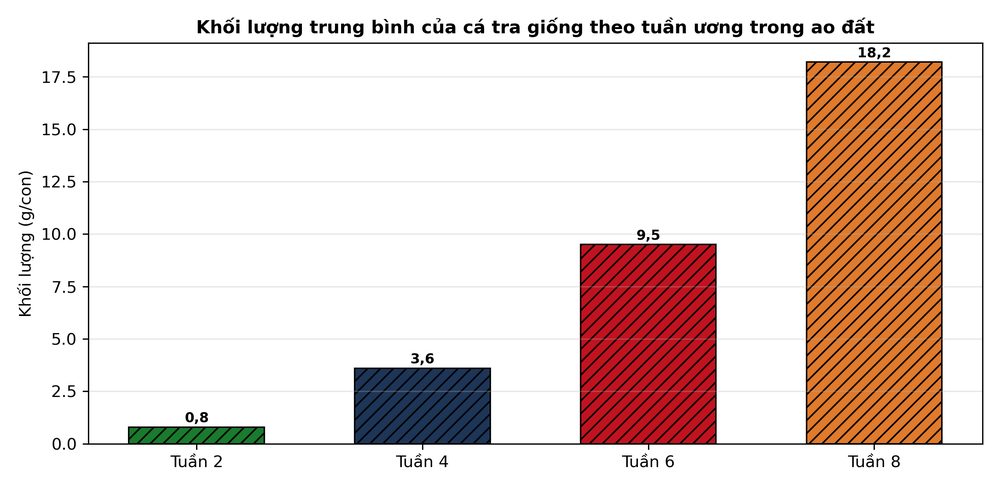 Khối lượng trung bình của cá tra giống theo tuần ương trong ao đất
Khối lượng (g/con)
17.5
15.0
12.5
10.0
7.5
5.0
2.5
0.0
0,8
3,6
9,5
18,2
Tuần 2
Tuần 4
Tuần 6
Tuần 8